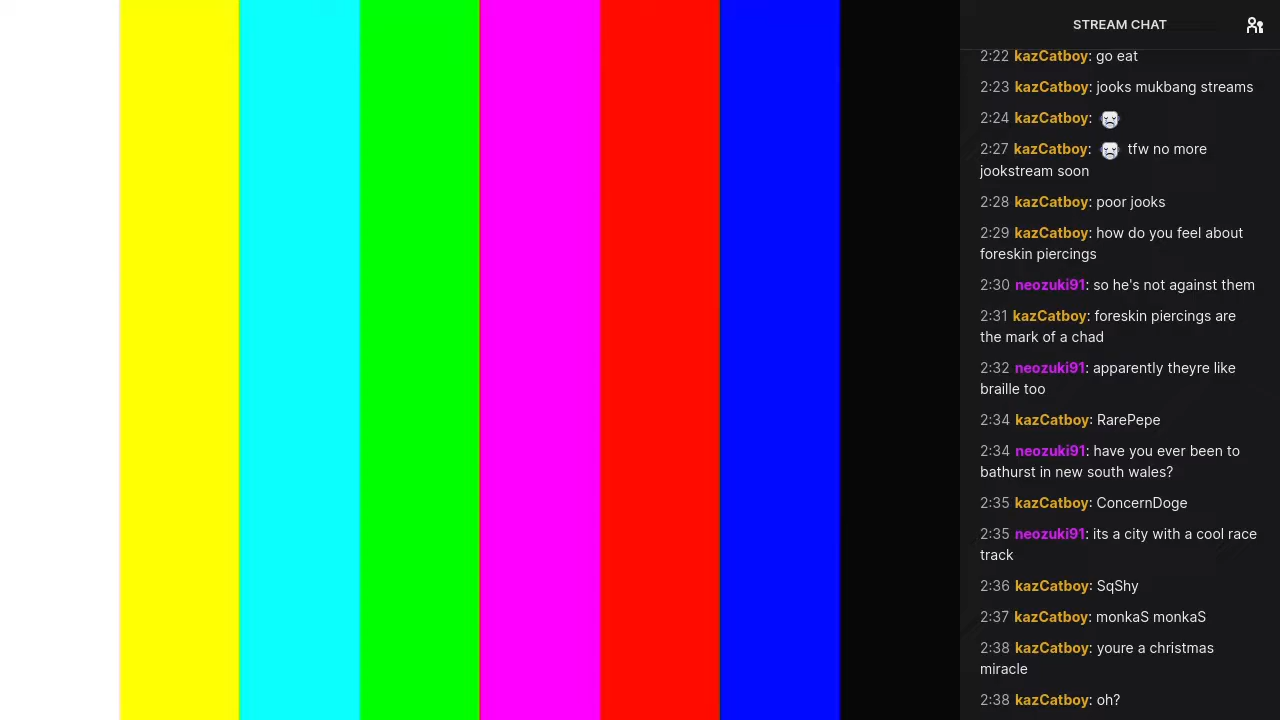 STREAM CHAT
2:22 kazCatboy: go eat
2:23 kazCatboy: jooks mukbang streams
2:24 kazCatboy:
2:27 kazCatboy: tfw no more
jookstream soon
2:28 kazCatboy: poor jooks
2:29 kazCatboy: how do you feel about
foreskin piercings
2:30 neozuki91: so he's not against them
2:31 kazCatboy: foreskin piercings are
the mark of a chad
2:32 neozuki91: apparently theyre like
braille too
2:34 kazCatboy: RarePepe
2:34 neozuki91: have you ever been to
bathurst in new south wales?
2:35 kazCatboy: ConcernDoge
2:35 neozuki91: its a city with a cool race
track
2:36 kazCatboy: SqShy
2:37 kazCatboy: monkaS monkaS
2:38 kazCatboy: youre a christmas
miracle
2:38 kazCatboy: oh?